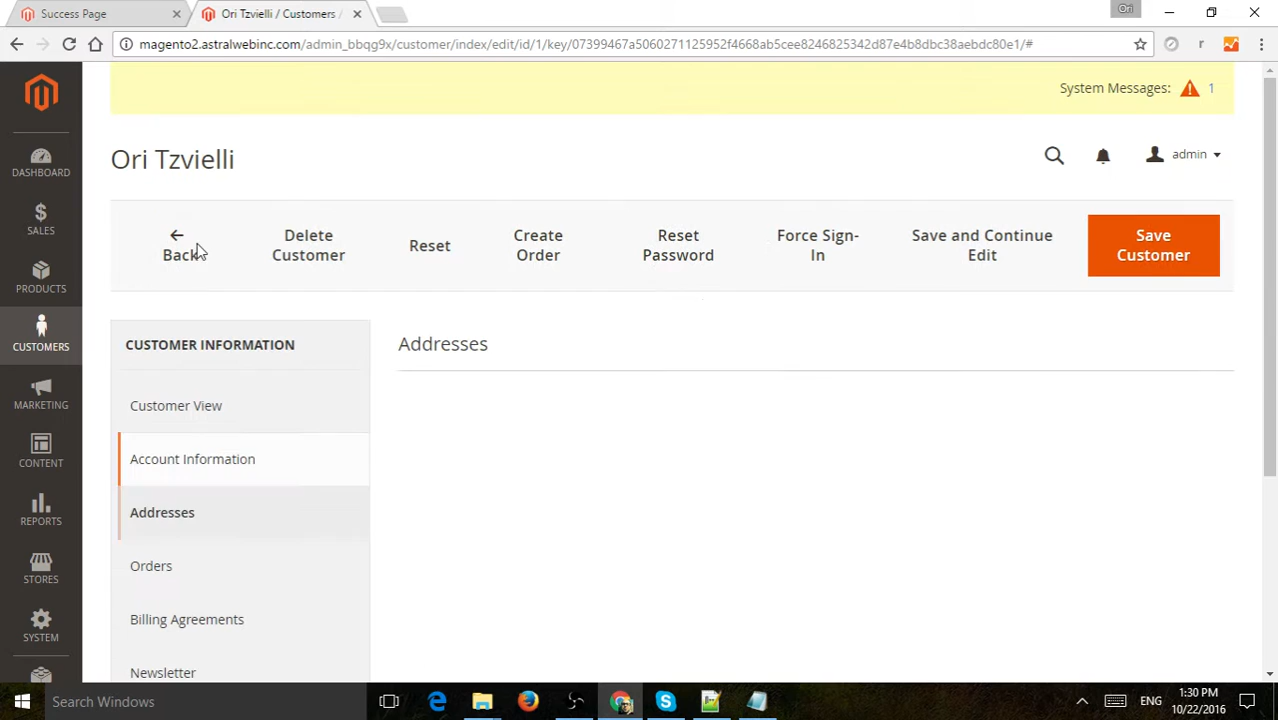 Success Page
Ori Tzvielli / Customers /
Ori
magento2.astralwebinc.com/admin_bbqg9x/customer/index/edit/id/1/key/07399467a5060271125952f46f8ab5cee8246825342d87e4b8dbc38aebdc80e1/#
r
System Messages: 1
Ori Tzvielli
admin
DASHBOARD
SALES
PRODUCTS
CUSTOMERS
MARKETING
CONTENT
REPORTS
STORES
SYSTEM
Back
Delete
Customer
Reset
Create
Order
Reset
Password
Force Sign-
In
Save and Continue
Edit
Save
Customer
CUSTOMER INFORMATION
Customer View
Account Information
Addresses
Orders
Billing Agreements
Newsletter
Addresses
Search Windows
ENG
1:30 PM
10/22/2016